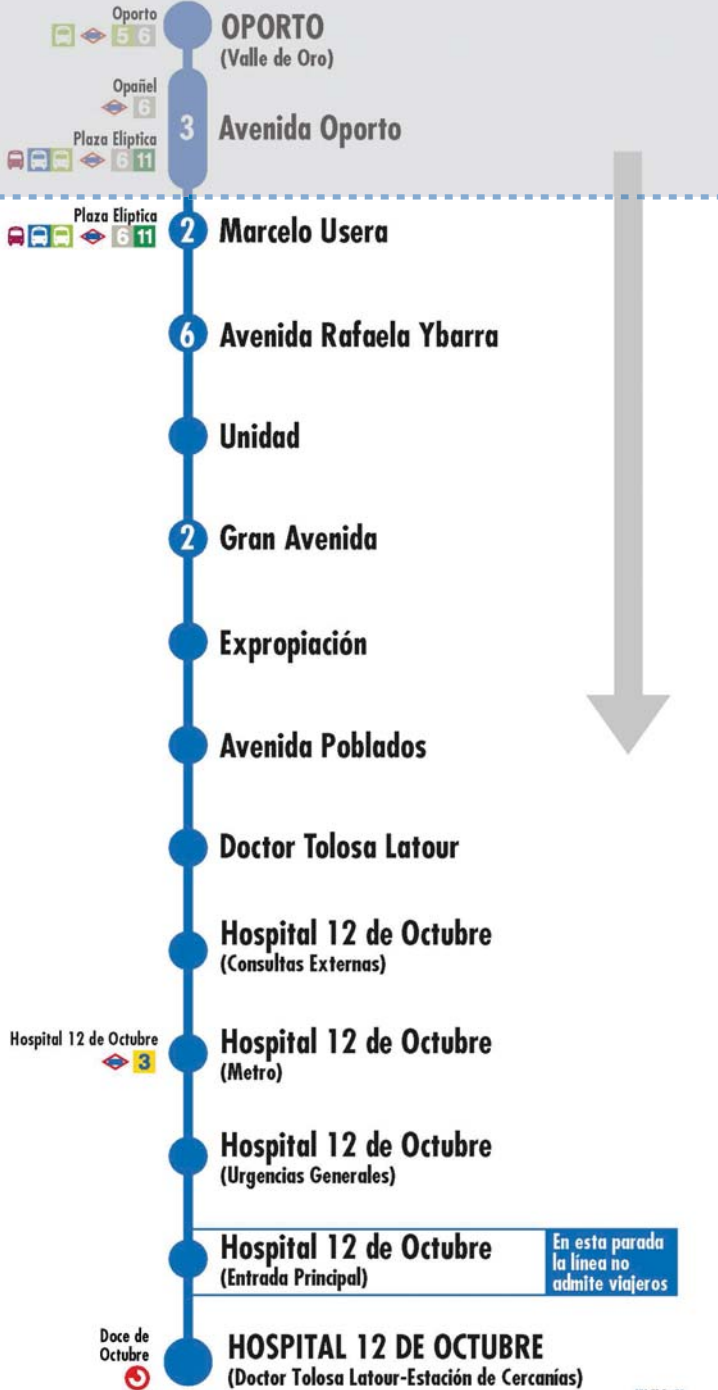 Oporto
5 6
OPORTO
(Valle de Oro)
Opañel
6
Plaza Elíptica
6 11
3
Avenida Oporto
Plaza Elíptica
6 11
2
Marcelo Usera
6
Avenida Rafaela Ybarra
Unidad
2
Gran Avenida
Expropiación
Avenida Poblados
Doctor Tolosa Latour
Hospital 12 de Octubre
(Consultas Externas)
Hospital 12 de Octubre
3
Hospital 12 de Octubre
(Metro)
Hospital 12 de Octubre
(Urgencias Generales)
Hospital 12 de Octubre
(Entrada Principal)
En esta parada
la línea no
admite viajeros
Doce de
Octubre
HOSPITAL 12 DE OCTUBRE
(Doctor Tolosa Latour-Estación de Cercanías)